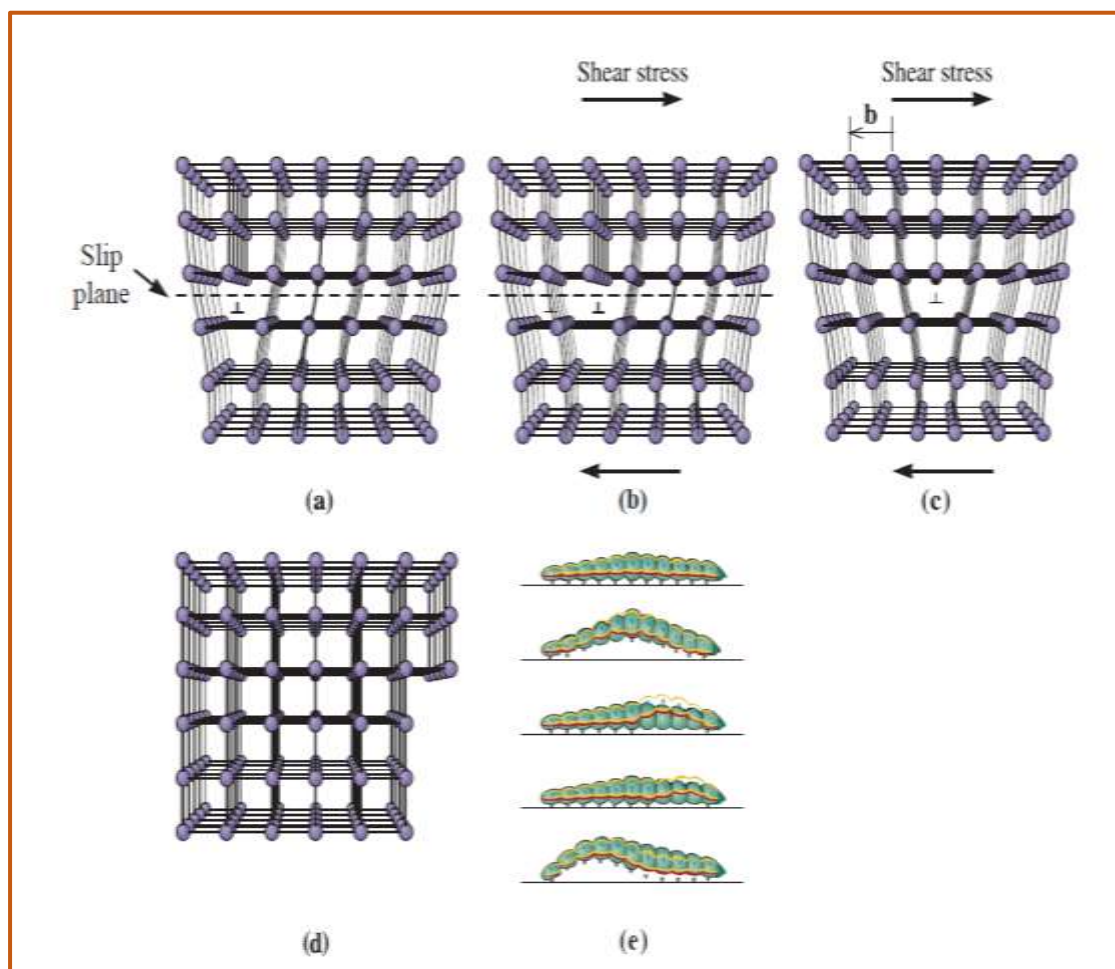 Shear stress
Shear stress
b
Slip
plane
⊥
⊥
⊥
⊥
(a)
(b)
(c)
(d)
(e)